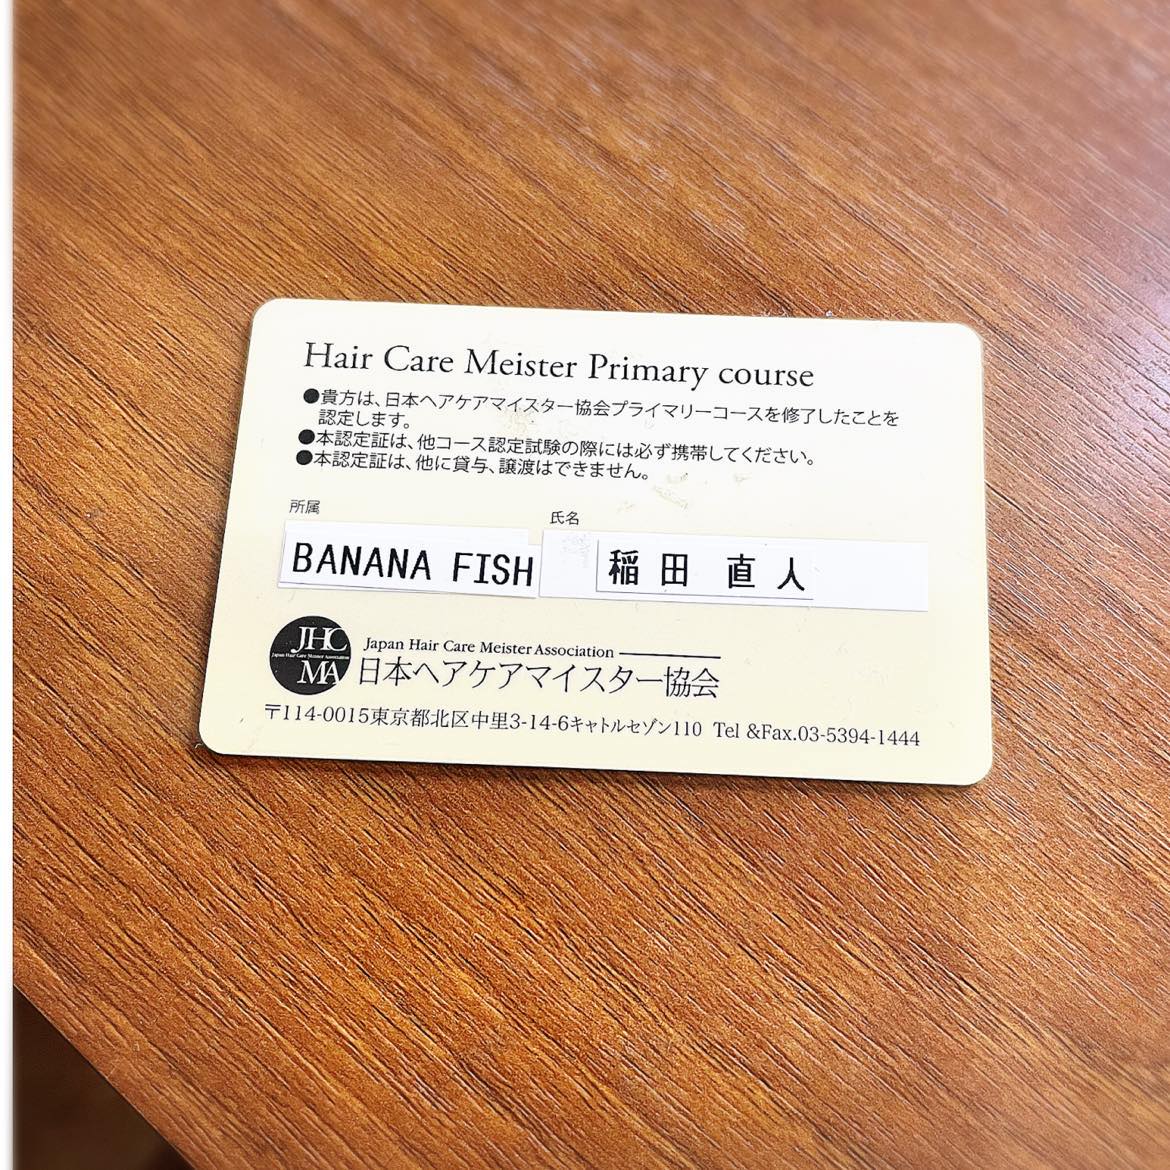 Hair Care Meister Primary course
●貴方は、日本ヘアケアマイスター協会プライマリーコースを修了したことを
認定します。
●本認定証は、他コース認定試験の際には必ず携帯してください。
●本認定証は、他に貸与、譲渡はできません。
所属
氏名
BANANA FISH
稲田 直人
JHC
Japan Hair Care Meister Association
MA
Japan Hair Care Meister Association
日本ヘアケアマイスター協会
〒114-0015東京都北区中里3-14-6キャトルセゾン110 Tel &Fax.03-5394-1444